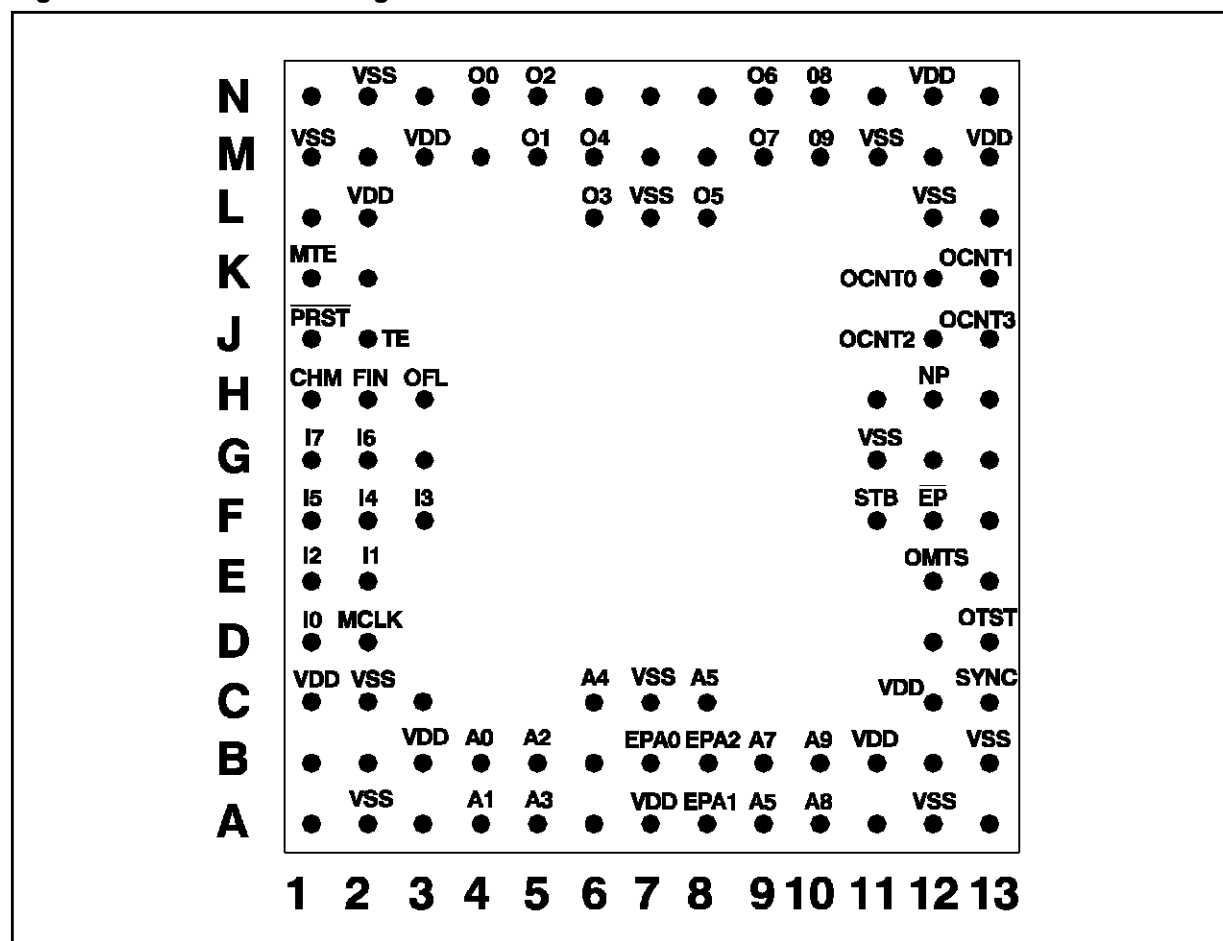 N VSS O0 O2 O6 08 VDD
M VSS VDD O1 O4 O7 09 VSS VDD
L VDD O3 VSS O5 VSS
K MTE OCNT0 OCNT1
J PRST TE OCNT2 OCNT3
H CHM FIN OFL NP
G I7 I6 VSS
F I5 I4 I3 STB EP
E I2 I1 OMTS
D I0 MCLK OTST
C VDD VSS A4 VSS A5 VDD SYNC
B VDD A0 A2 EPA0 EPA2 A7 A9 VDD VSS
A VSS A1 A3 VDD EPA1 A5 A8 VSS
1 2 3 4 5 6 7 8 9 10 11 12 13